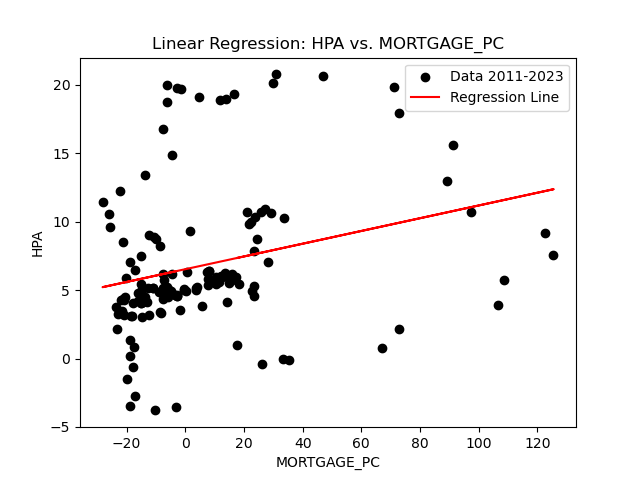 Linear Regression: HPA vs. MORTGAGE_PC
Data 2011-2023
Regression Line
20
15
10
5
0
−5
HPA
−20
0
20
40
60
80
100
120
MORTGAGE_PC